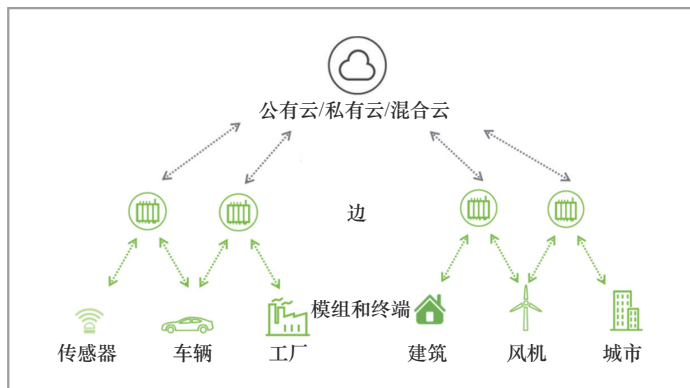 公有云/私有云/混合云
边
模组和终端
传感器 车辆 工厂 建筑 风机 城市